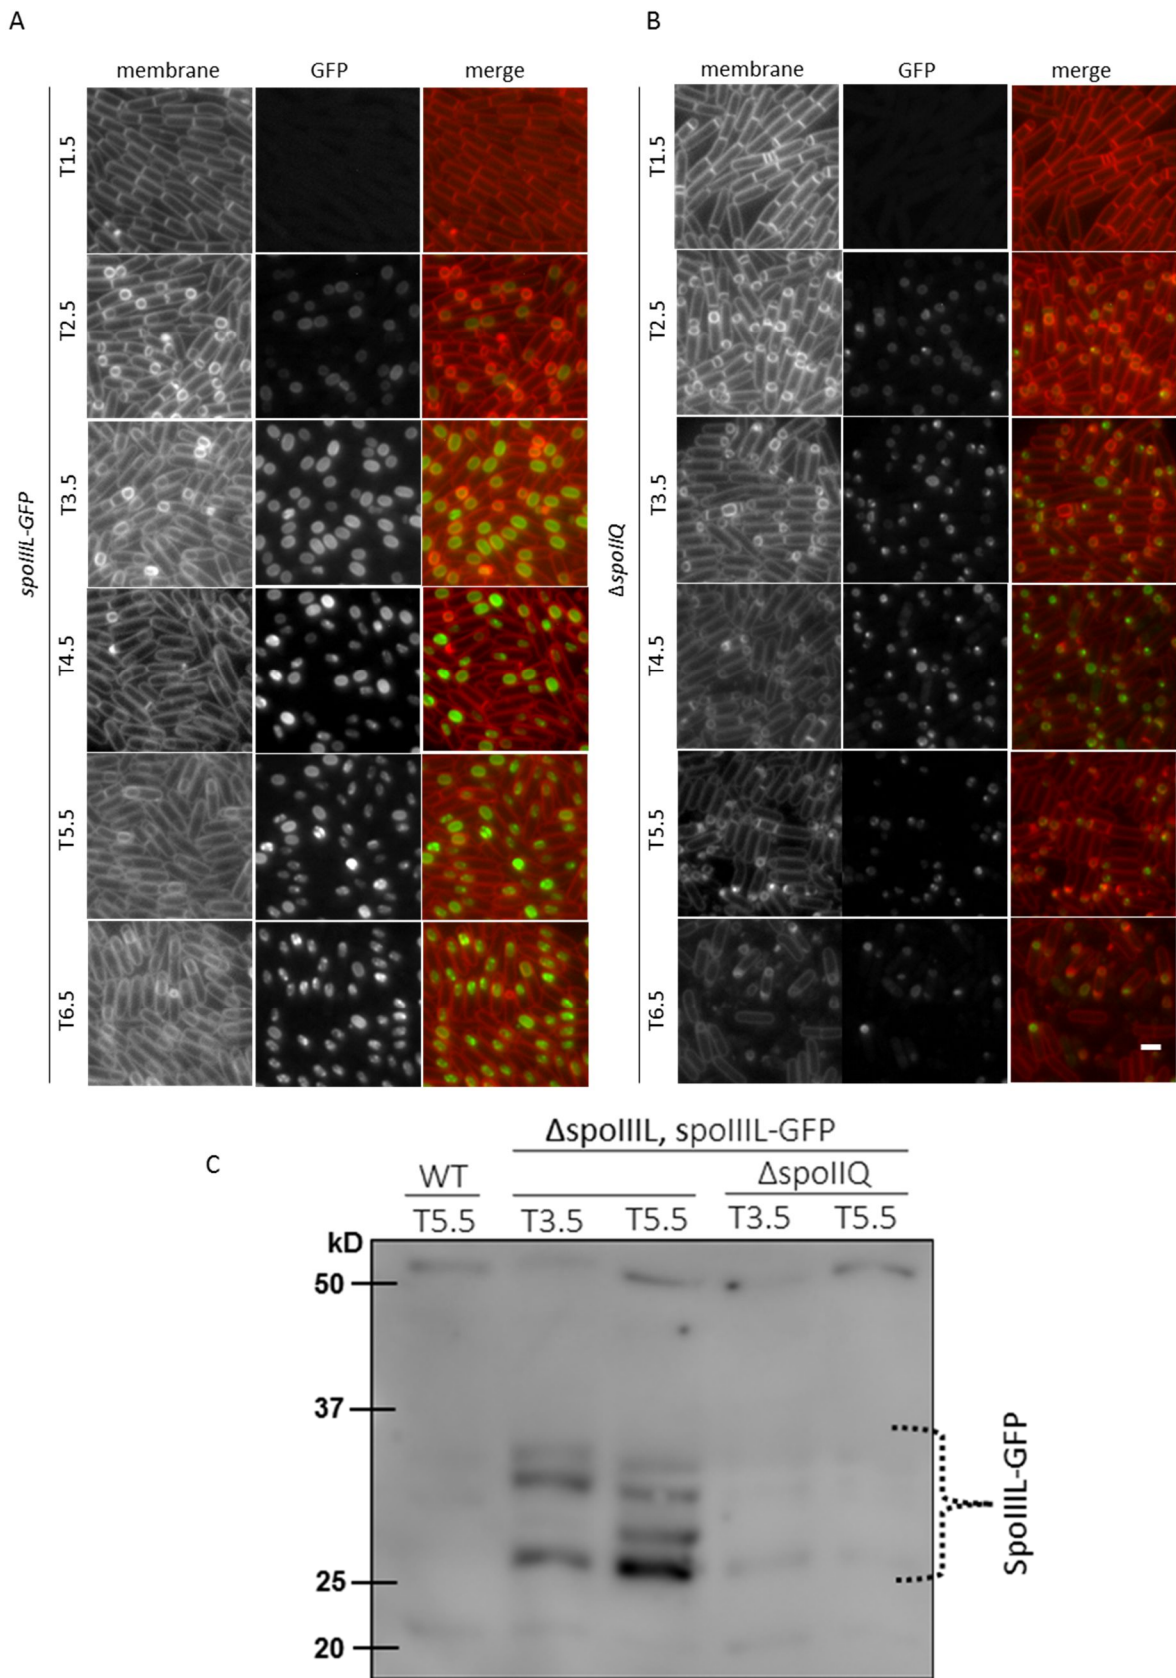 A
B
membrane GFP merge
membrane GFP merge
spoIIIL-GFP
T1.5
T2.5
T3.5
T4.5
T5.5
T6.5
ΔspoIIQ
T1.5
T2.5
T3.5
T4.5
T5.5
T6.5
C
ΔspoIIIL, spoIIIL-GFP
WT ΔspoIIQ
T5.5 T3.5 T5.5 T3.5 T5.5
kD
50
37
25
20
SpoIIIL-GFP